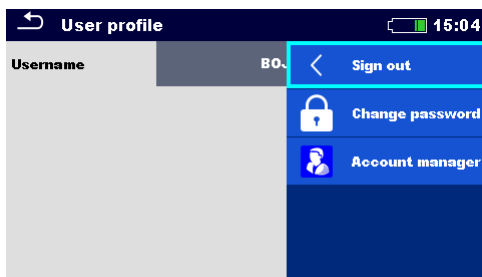 User profile 15:04
Username BO
Sign out
Change password
Account manager